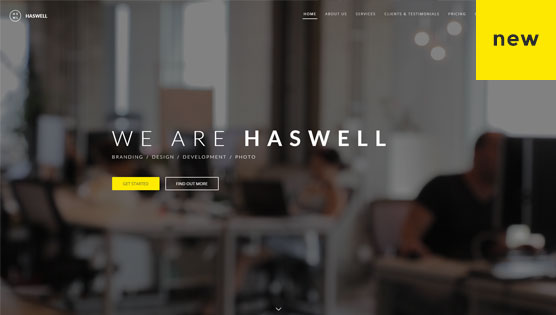 HASWELL
HOME ABOUT US SERVICES CLIENTS & TESTIMONIALS PRICING
new
WE ARE HASWELL
BRANDING / DESIGN / DEVELOPMENT / PHOTO
GET STARTED FIND OUT MORE